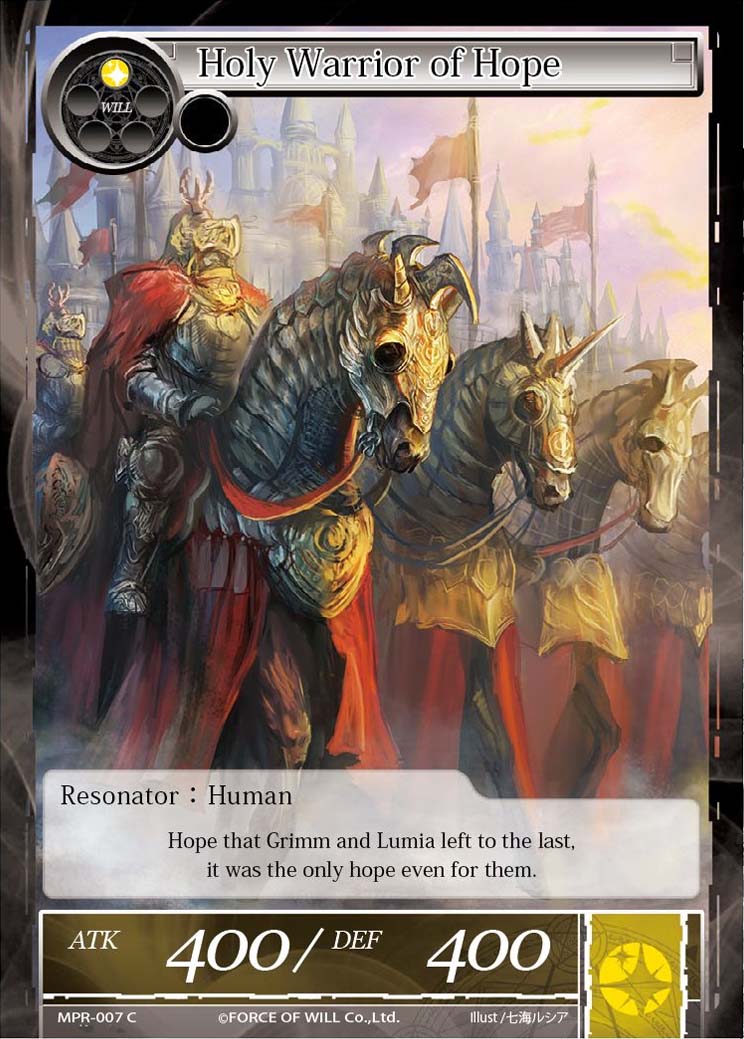 Holy Warrior of Hope
WILL
Resonator : Human
Hope that Grimm and Lumia left to the last,
it was the only hope even for them.
ATK 400 / DEF 400
MPR-007 C ©FORCE OF WILL Co.,Ltd. Illust /七海ルシア